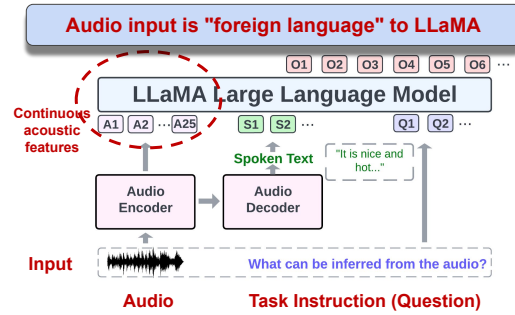 Audio input is "foreign language" to LLaMA
O1 O2 O3 O4 O5 O6 ...
LLaMA Large Language Model
Continuous
acoustic
features
A1 A2 ... A25 S1 S2 ... Q1 Q2 ...
Spoken Text
"It is nice and
hot..."
Audio
Encoder
Audio
Decoder
Input
What can be inferred from the audio?
Audio
Task Instruction (Question)